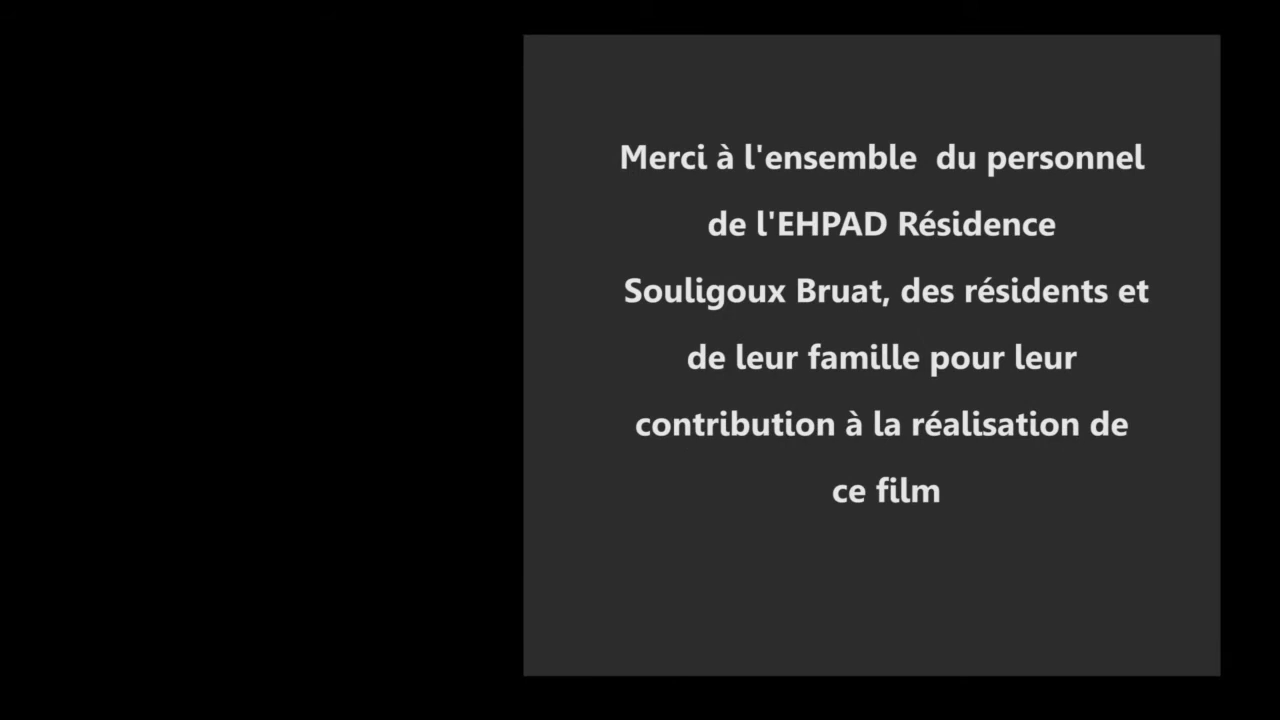 Merci à l'ensemble  du personnel
de l'EHPAD Résidence
Souligoux Bruat, des résidents et
de leur famille pour leur
contribution à la réalisation de
ce film